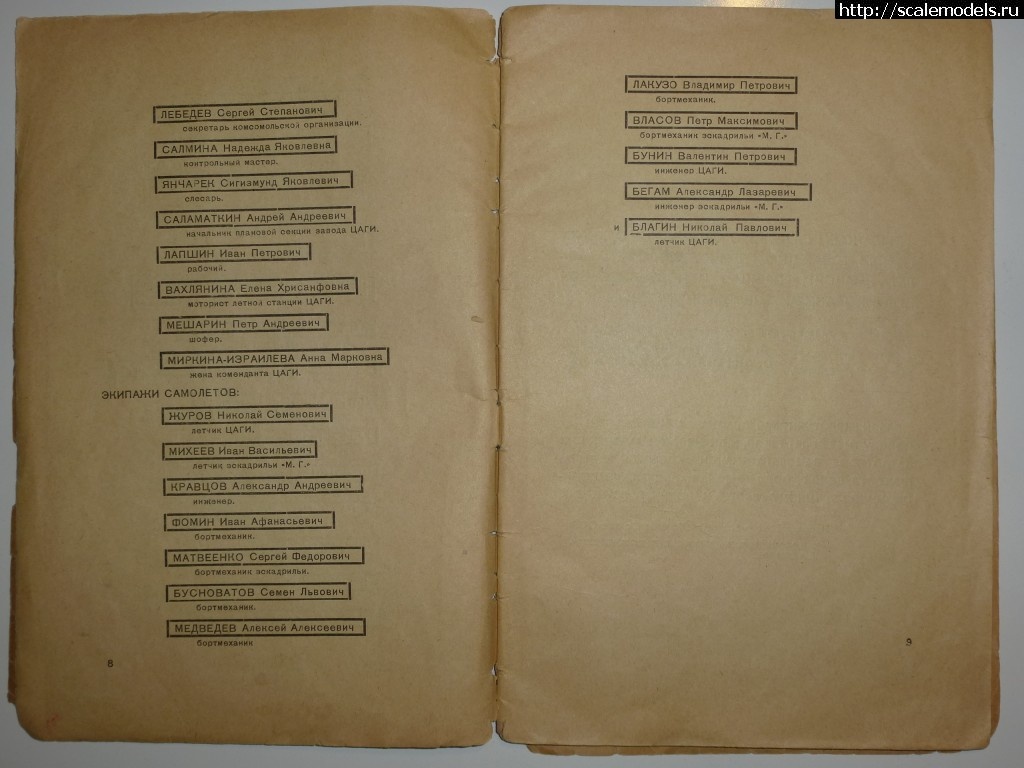 http://scalemodels.ru
ЛЕБЕДЕВ Сергей Степанович
секретарь комсомольской организации.
САЛМИНА Надежда Яковлевна
контрольный мастер.
ЯНЧАРЕК Сигизмунд Яковлевич
слесарь.
САЛАМАТКИН Андрей Андреевич
начальник плановой секции завода ЦАГИ.
ЛАПШИН Иван Петрович
рабочий.
ВАХЛЯНИНА Елена Хрисанфовна
моторист летной станции ЦАГИ.
МЕШАРИН Петр Андреевич
шофер.
МИРКИНА-ИЗРАИЛЕВА Анна Марковна
жена коменданта ЦАГИ.
ЭКИПАЖИ САМОЛЕТОВ:
ЖУРОВ Николай Семенович
летчик ЦАГИ.
МИХЕЕВ Иван Васильевич
летчик эскадрильи «М. Г.»
КРАВЦОВ Александр Андреевич
инженер.
ФОМИН Иван Афанасьевич
бортмеханик.
МАТВЕЕНКО Сергей Федорович
бортмеханик эскадрильи.
БУСНОВАТОВ Семен Львович
бортмеханик.
МЕДВЕДЕВ Алексей Алексеевич
бортмеханик
8
ЛАКУЗО Владимир Петрович
бортмеханик.
ВЛАСОВ Петр Максимович
бортмеханик эскадрильи «М. Г.»
БУНИН Валентин Петрович
инженер ЦАГИ.
БЕГАМ Александр Лазаревич
инженер эскадрильи «М. Г.»
и БЛАГИН Николай Павлович
летчик ЦАГИ.
9